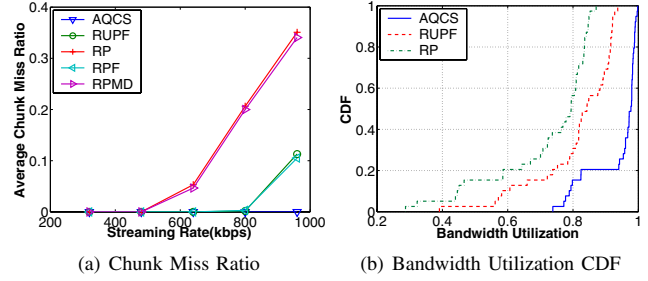 Average Chunk Miss Ratio
0.4
0.3
0.2
0.1
0
AQCS
RUPF
RP
RPF
RPMD
200 400 600 800 1000
Streaming Rate(kbps)
(a) Chunk Miss Ratio
CDF
1
0.8
0.6
0.4
0.2
0
AQCS
RUPF
RP
0.2 0.4 0.6 0.8 1
Bandwidth Utilization
(b) Bandwidth Utilization CDF